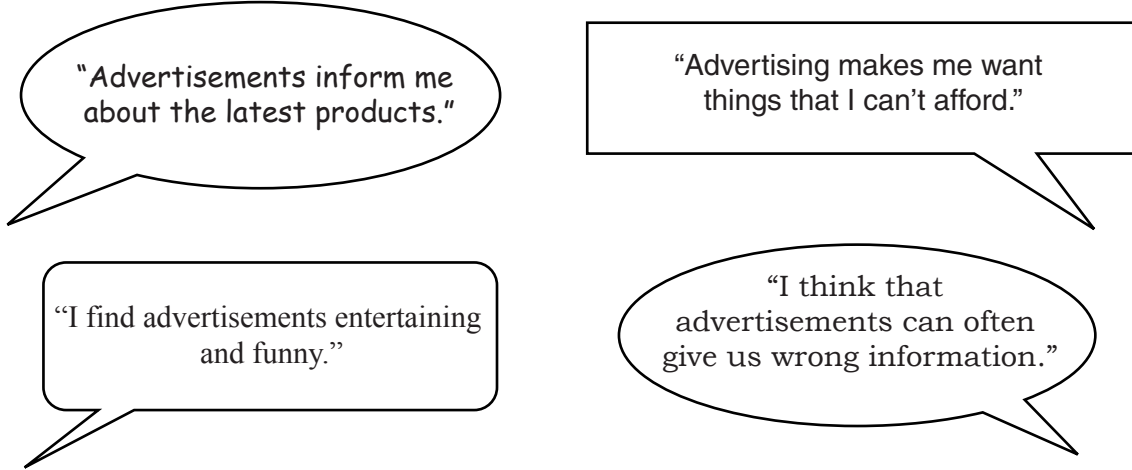 “Advertisements inform me
about the latest products.”
“Advertising makes me want
things that I can’t afford.”
“I find advertisements entertaining
and funny.”
“I think that
advertisements can often
give us wrong information.”